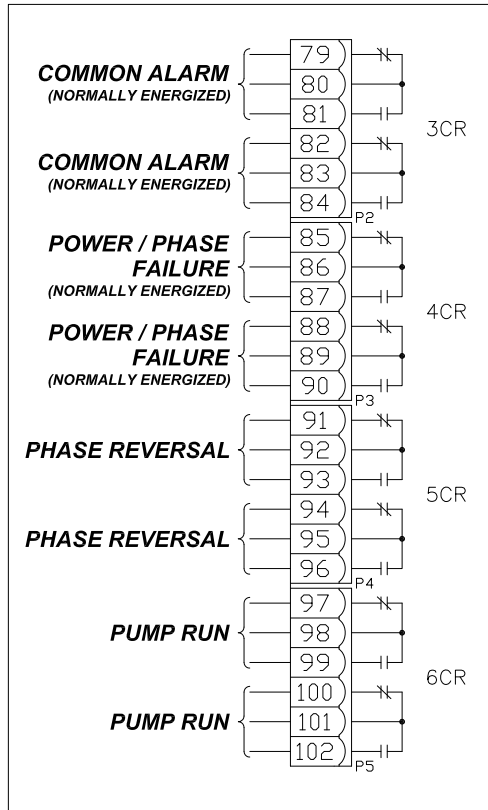 COMMON ALARM
(NORMALLY ENERGIZED)
79
80
81
3CR
COMMON ALARM
(NORMALLY ENERGIZED)
82
83
84
P2
POWER / PHASE
FAILURE
(NORMALLY ENERGIZED)
85
86
87
4CR
POWER / PHASE
FAILURE
(NORMALLY ENERGIZED)
88
89
90
P3
PHASE REVERSAL
91
92
93
5CR
PHASE REVERSAL
94
95
96
P4
PUMP RUN
97
98
99
6CR
PUMP RUN
100
101
102
P5